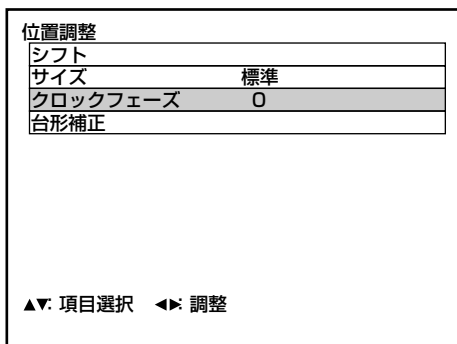 位置調整
シフト
サイズ 標準
クロックフェーズ 0
台形補正
▲▼: 項目選択 ◀▶: 調整